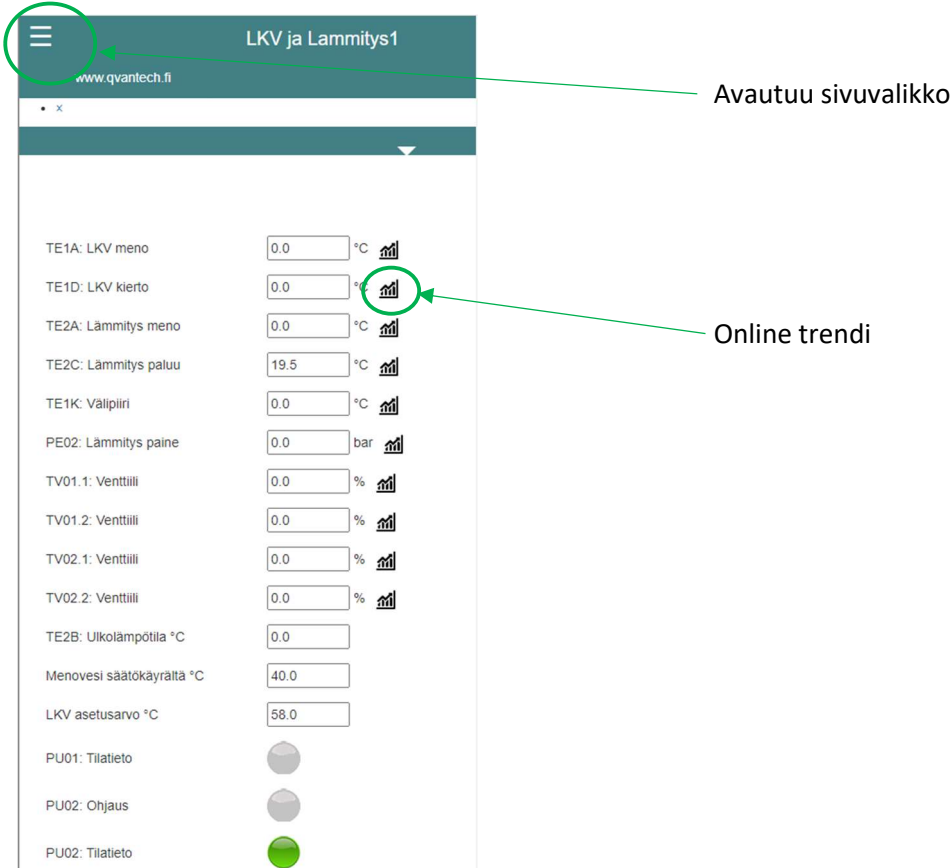 LKV ja Lammitys1
www.qvantech.fi
Avautuu sivuvalikko
• x
TE1A: LKV meno 0.0 °C
TE1D: LKV kierto 0.0 °C
TE2A: Lämmitys meno 0.0 °C
Online trendi
TE2C: Lämmitys paluu 19.5 °C
TE1K: Välipiiri 0.0 °C
PE02: Lämmitys paine 0.0 bar
TV01.1: Venttiili 0.0 %
TV01.2: Venttiili 0.0 %
TV02.1: Venttiili 0.0 %
TV02.2: Venttiili 0.0 %
TE2B: Ulkolämpötila °C 0.0
Menovesi säätökäyrältä °C 40.0
LKV asetusarvo °C 58.0
PU01: Tilatieto
PU02: Ohjaus
PU02: Tilatieto